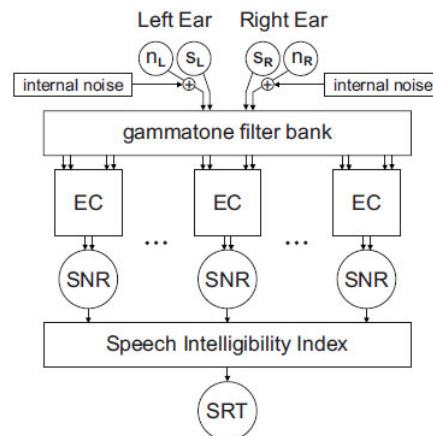 Left Ear Right Ear
nL sL sR nR
internal noise + + internal noise
gammatone filter bank
EC EC EC
... ...
SNR SNR SNR
Speech Intelligibility Index
SRT